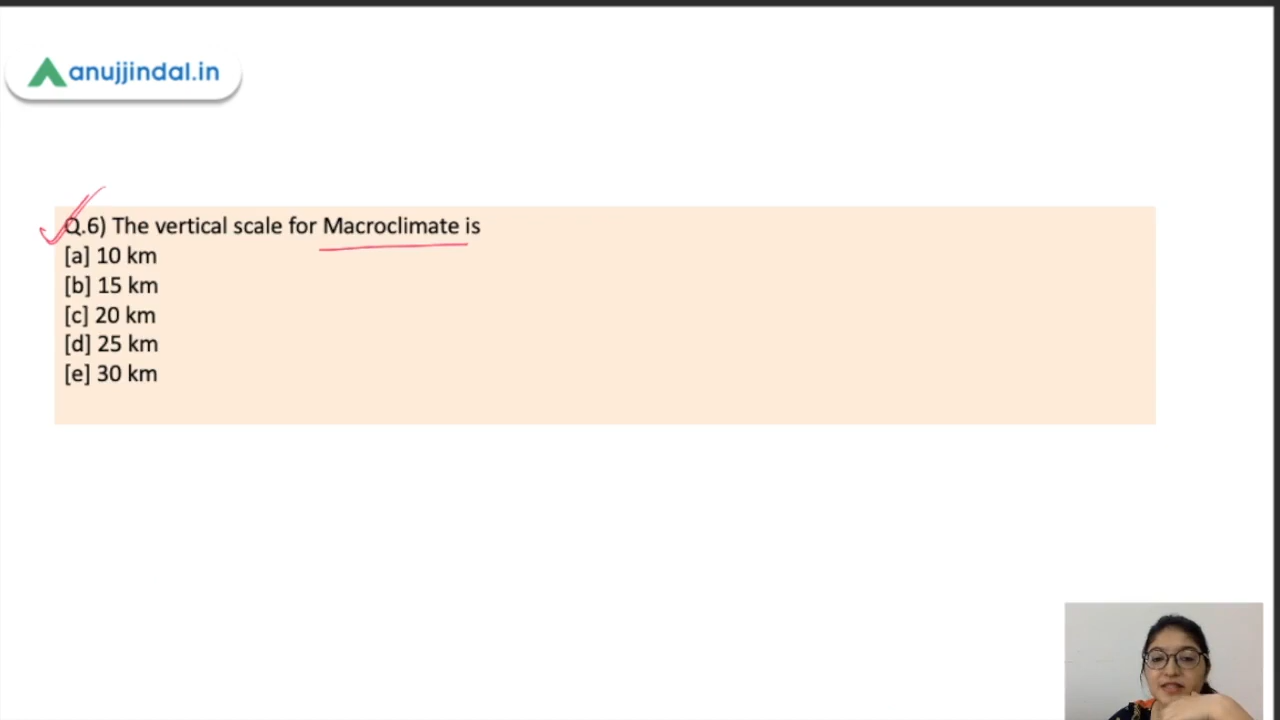 anujjindal.in
Q.6) The vertical scale for Macroclimate is
[a] 10 km
[b] 15 km
[c] 20 km
[d] 25 km
[e] 30 km